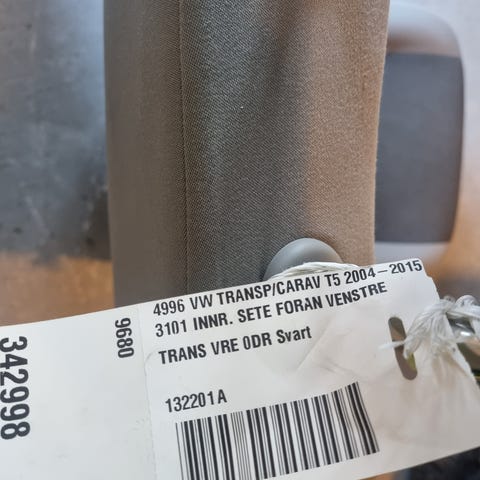 4996 VW TRANSP/CARAV T5 2004-2015
3101 INNR. SETE FORAN VENSTRE
TRANS VRE 0DR Svart
132201A
9680
342998